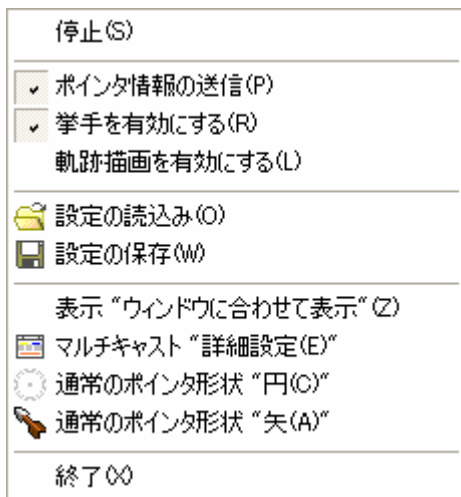 停止(S)
ポインタ情報の送信(P)
挙手を有効にする(R)
軌跡描画を有効にする(L)
設定の読込み(O)
設定の保存(W)
表示 “ウィンドウに合わせて表示”(Z)
マルチキャスト “詳細設定(E)”
通常のポインタ形状 “円(C)”
通常のポインタ形状 “矢(A)”
終了(X)